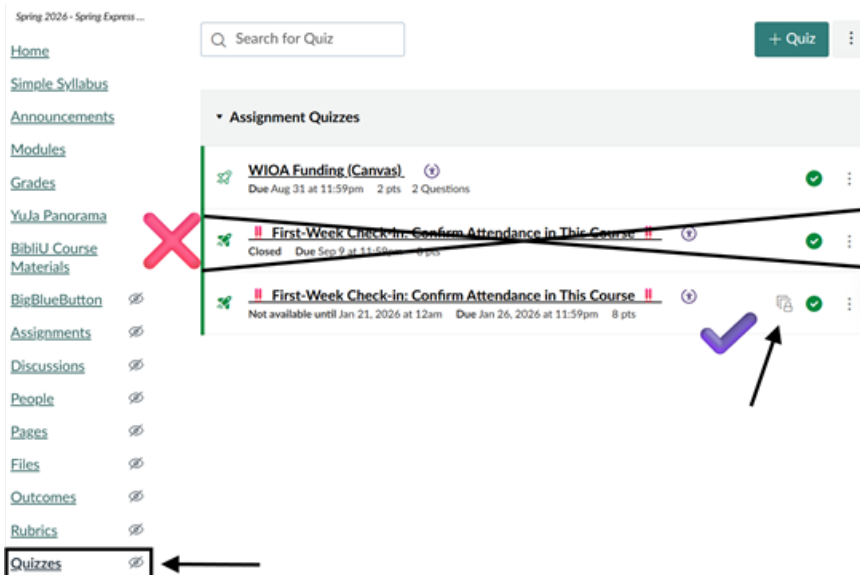 Spring 2026 - Spring Express ...
Home
Simple Syllabus
Announcements
Modules
Grades
YuJa Panorama
BibliU Course
Materials
BigBlueButton
Assignments
Discussions
People
Pages
Files
Outcomes
Rubrics
Quizzes
Search for Quiz
+ Quiz
Assignment Quizzes
WIOA Funding (Canvas)
Due Aug 31 at 11:59pm 2 pts 2 Questions
‼ First-Week Check-in: Confirm Attendance in This Course ‼
Closed Due Sep 9 at 11:59pm 8 pts
‼ First-Week Check-in: Confirm Attendance in This Course ‼
Not available until Jan 21, 2026 at 12am Due Jan 26, 2026 at 11:59pm 8 pts